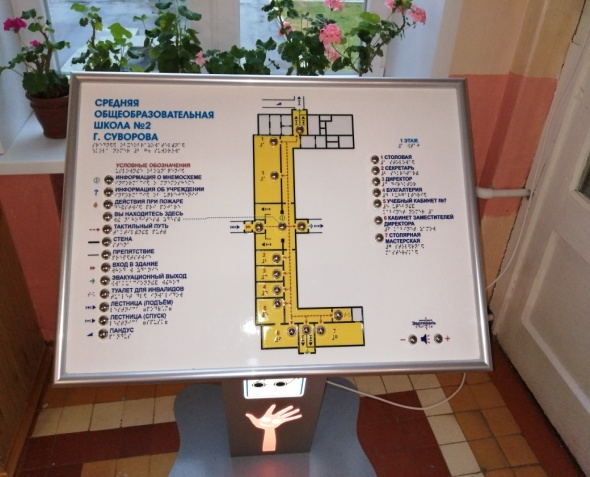 СРЕДНЯЯ
ОБЩЕОБРАЗОВАТЕЛЬНАЯ
ШКОЛА №2
Г. СУВОРОВА
УСЛОВНЫЕ ОБОЗНАЧЕНИЯ
ИНФОРМАЦИЯ О МНЕМОСХЕМЕ
? ИНФОРМАЦИЯ ОБ УЧРЕЖДЕНИИ
ДЕЙСТВИЯ ПРИ ПОЖАРЕ
ВЫ НАХОДИТЕСЬ ЗДЕСЬ
ТАКТИЛЬНЫЙ ПУТЬ
СТЕНА
ПРЕПЯТСТВИЕ
ВХОД В ЗДАНИЕ
ЭВАКУАЦИОННЫЙ ВЫХОД
ТУАЛЕТ ДЛЯ ИНВАЛИДОВ
ЛЕСТНИЦА (ПОДЪЁМ)
ЛЕСТНИЦА (СПУСК)
ПАНДУС
1 ЭТАЖ
1 СТОЛОВАЯ
2 СЕКРЕТАРЬ
3 ДИРЕКТОР
4 БУХГАЛТЕРИЯ
5 УЧЕБНЫЙ КАБИНЕТ №7
6 КАБИНЕТ ЗАМЕСТИТЕЛЕЙ
ДИРЕКТОРА
7 СТОЛЯРНАЯ
МАСТЕРСКАЯ
- +